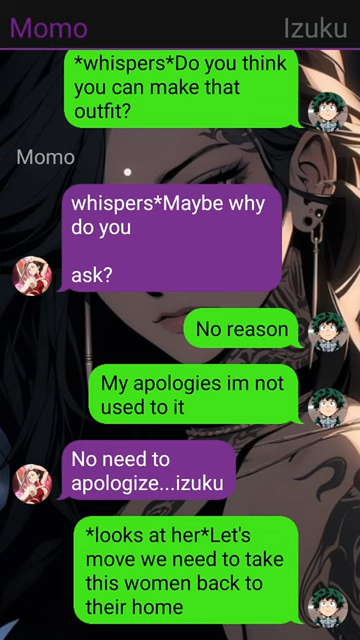 Momo Izuku
*whispers*Do you think
you can make that
outfit?
Momo
whispers*Maybe why
do you
ask?
No reason
My apologies im not
used to it
No need to
apologize...izuku
*looks at her*Let's
move we need to take
this women back to
their home